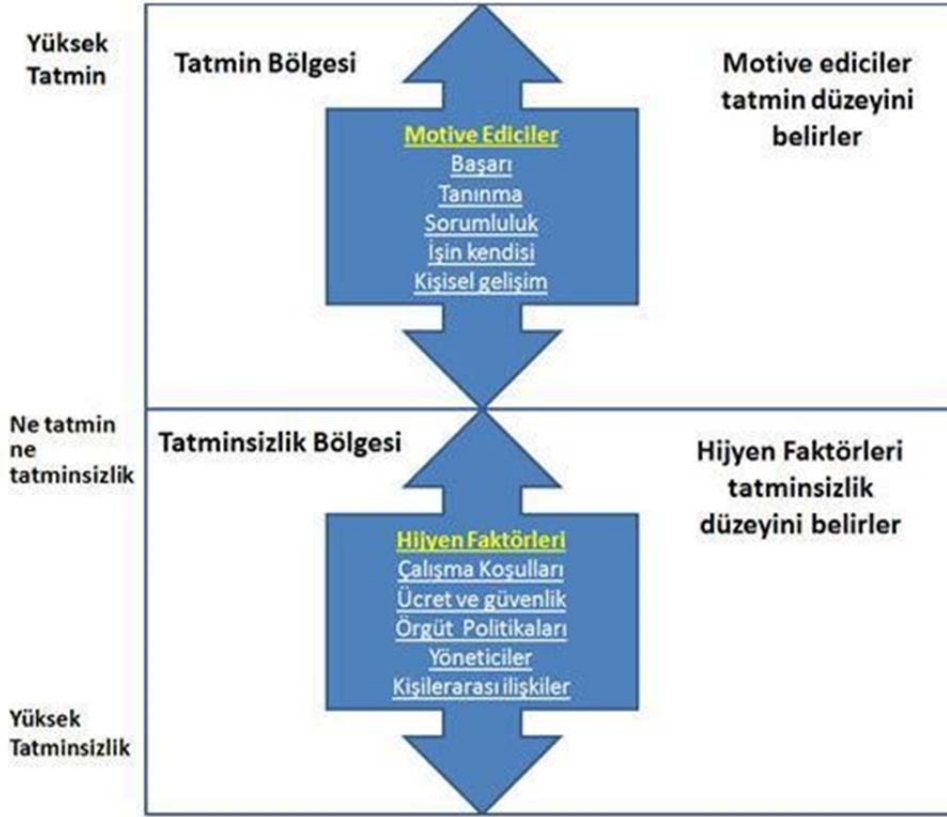 Yüksek
Tatmin
Tatmin Bölgesi
Motive ediciler
tatmin düzeyini
belirler
Motive Ediciler
Başarı
Tanınma
Sorumluluk
İşin kendisi
Kişisel gelişim
Ne tatmin
ne
tatminsizlik
Tatminsizlik Bölgesi
Hijyen Faktörleri
tatminsizlik
düzeyini belirler
Hijyen Faktörleri
Çalışma Koşulları
Ücret ve güvenlik
Örgüt Politikaları
Yöneticiler
Kişilerarası ilişkiler
Yüksek
Tatminsizlik